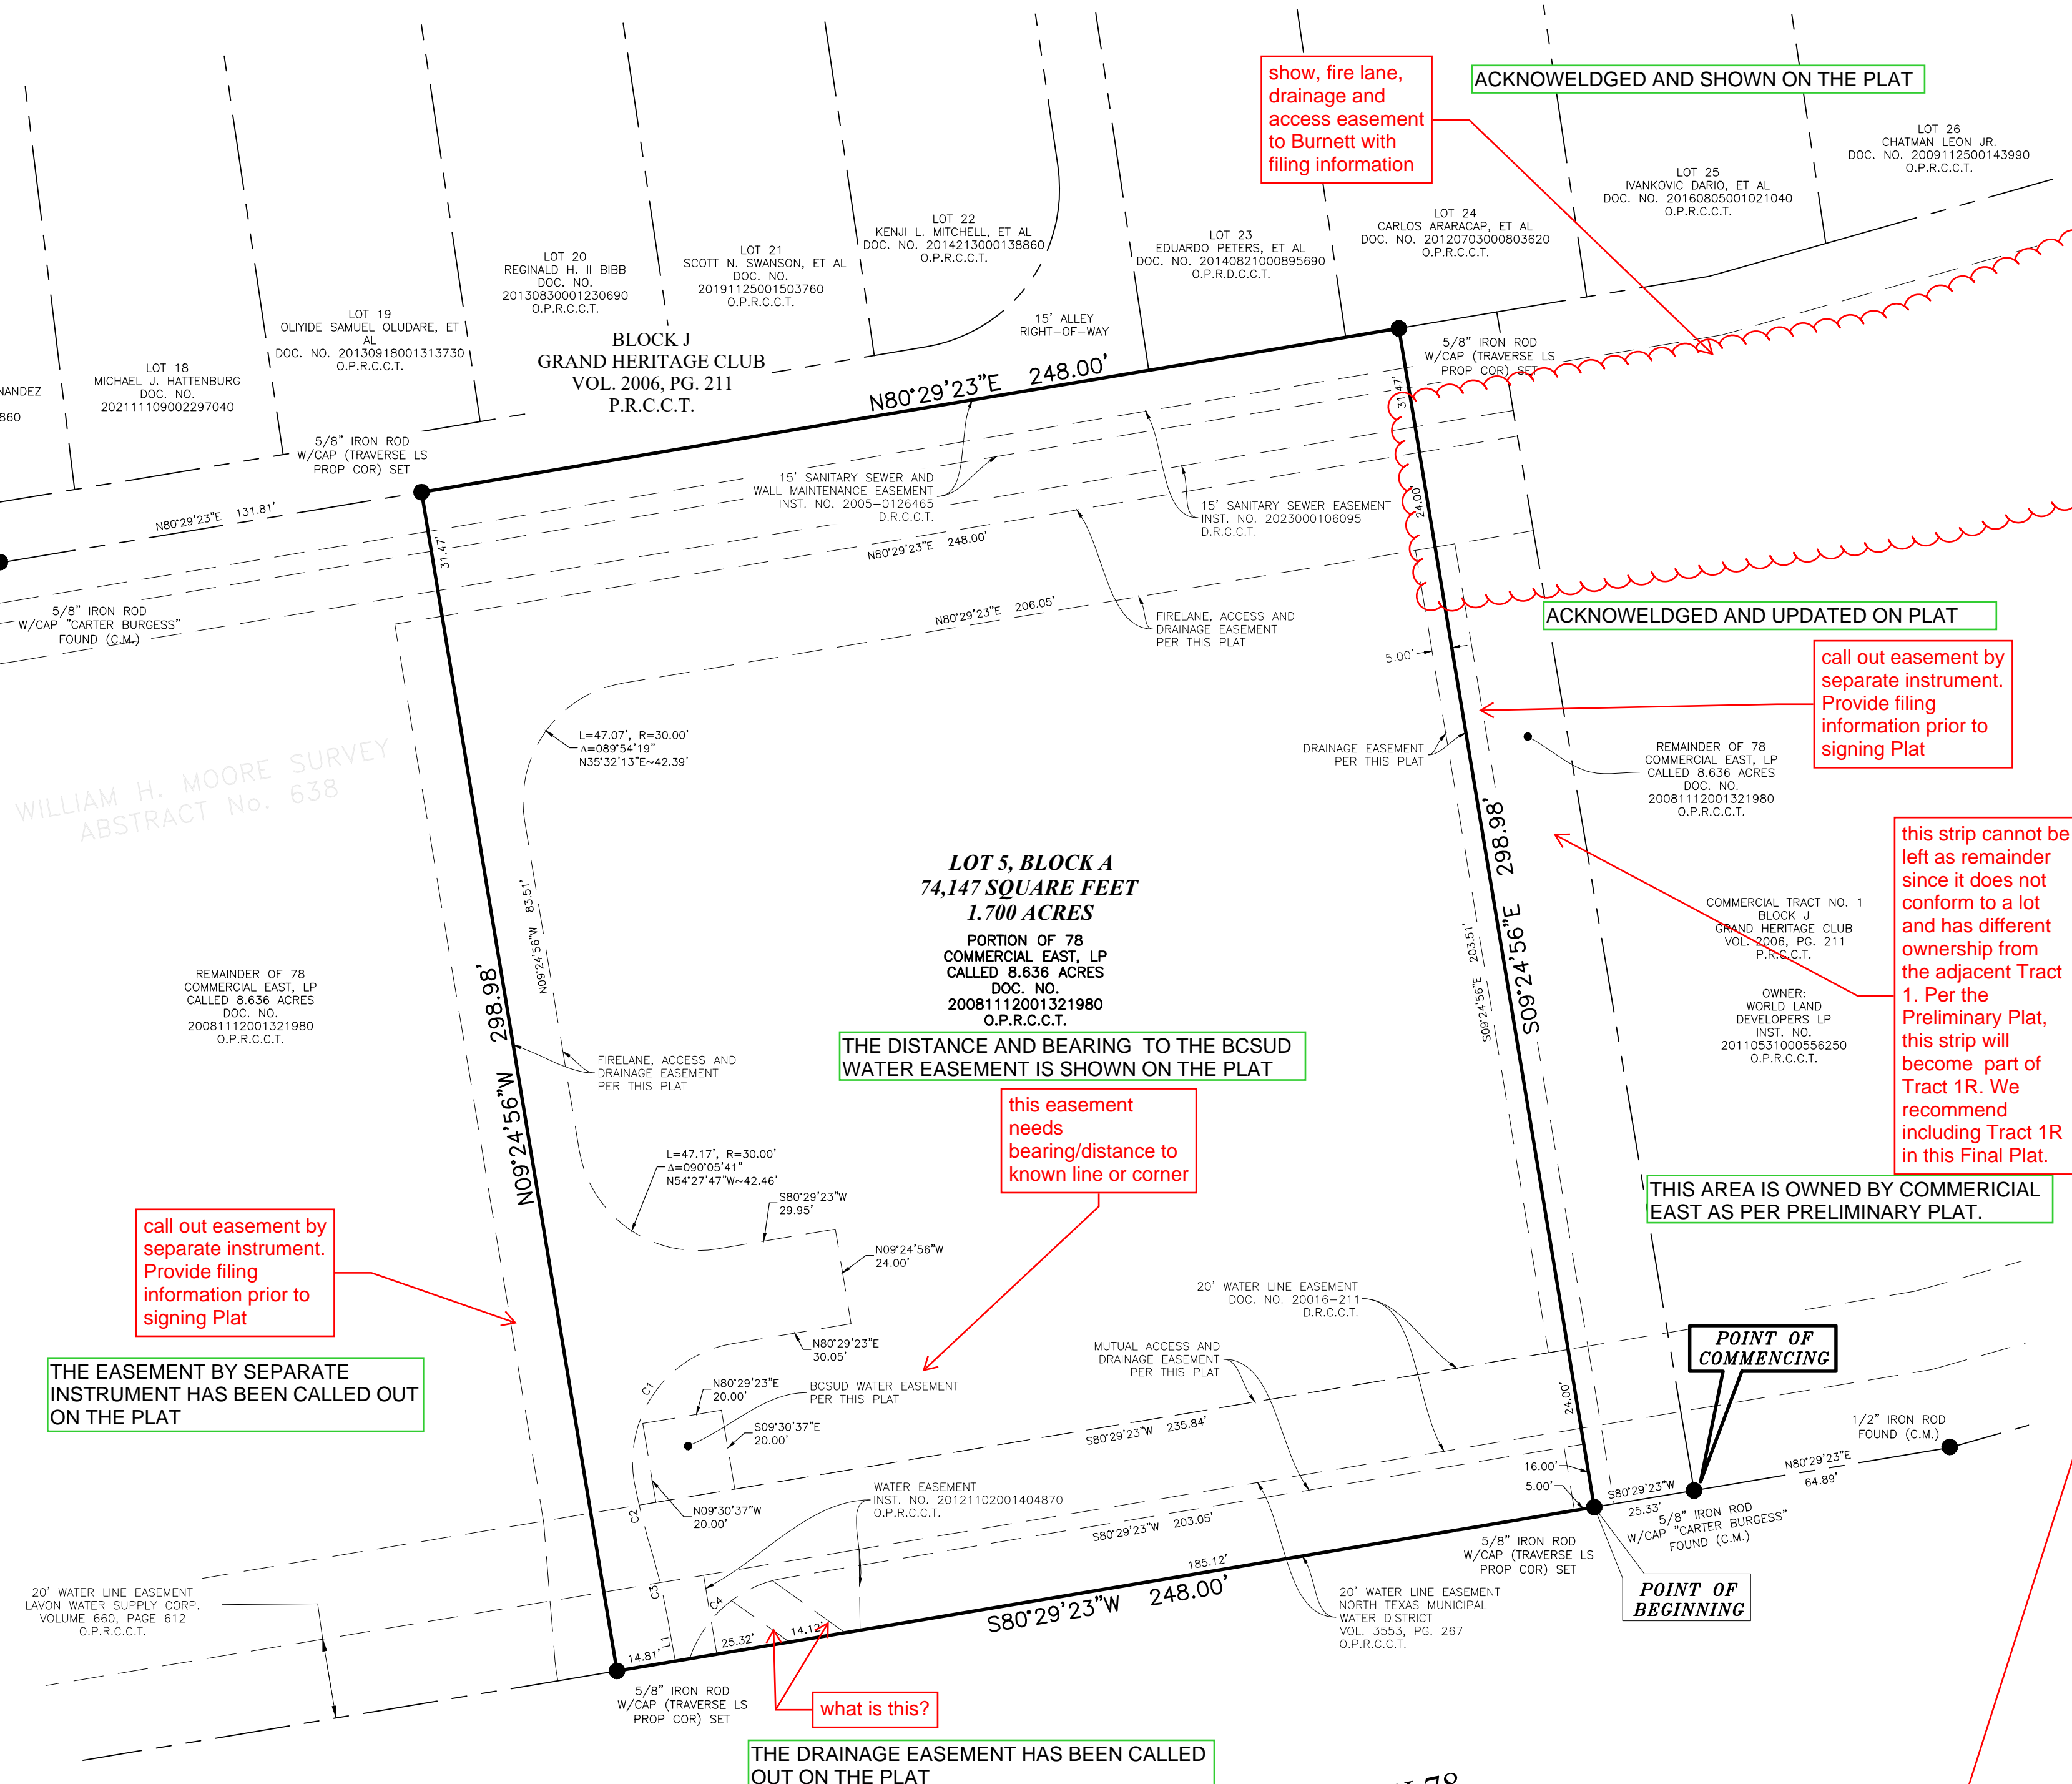 show, fire lane,
drainage and
access easement
to Burnett with
filing information
ACKNOWELDGED AND SHOWN ON THE PLAT
LOT 26
CHATMAN LEON JR.
DOC. NO. 2009112500143990
O.P.R.C.C.T.
LOT 25
IVANKOVIC DARIO, ET AL
DOC. NO. 20160805001021040
O.P.R.C.C.T.
LOT 24
CARLOS ARARACAP, ET AL
DOC. NO. 20120703000803620
O.P.R.C.C.T.
LOT 23
EDUARDO PETERS, ET AL
DOC. NO. 20140821000895690
O.P.R.D.C.C.T.
LOT 22
KENJI L. MITCHELL, ET AL
DOC. NO. 2014213000138860
O.P.R.C.C.T.
LOT 21
SCOTT N. SWANSON, ET AL
DOC. NO.
20191125001503760
O.P.R.C.C.T.
LOT 20
REGINALD H. II BIBB
DOC. NO.
20130830001230690
O.P.R.C.C.T.
LOT 19
OLIYIDE SAMUEL OLUDARE, ET
AL
DOC. NO. 20130918001313730
O.P.R.C.C.T.
LOT 18
MICHAEL J. HATTENBURG
DOC. NO.
202111109002297040
NANDEZ
860
BLOCK J
GRAND HERITAGE CLUB
VOL. 2006, PG. 211
P.R.C.C.T.
15' ALLEY
RIGHT-OF-WAY
5/8" IRON ROD
W/CAP (TRAVERSE LS
PROP COR) SET
N80°29'23"E 248.00'
5/8" IRON ROD
W/CAP (TRAVERSE LS
PROP COR) SET
N80°29'23"E 131.81'
31.47'
31.47'
24.00'
15' SANITARY SEWER AND
WALL MAINTENANCE EASEMENT
INST. NO. 2005-0126465
D.R.C.C.T.
15' SANITARY SEWER EASEMENT
INST. NO. 2023000106095
D.R.C.C.T.
N80°29'23"E 248.00'
5/8" IRON ROD
W/CAP "CARTER BURGESS"
FOUND (C.M.)
N80°29'23"E 206.05'
FIRELANE, ACCESS AND
DRAINAGE EASEMENT
PER THIS PLAT
ACKNOWELDGED AND UPDATED ON PLAT
5.00'
call out easement by
separate instrument.
Provide filing
information prior to
signing Plat
L=47.07', R=30.00'
Δ=089°54'19"
N35°32'13"E~42.39'
DRAINAGE EASEMENT
PER THIS PLAT
REMAINDER OF 78
COMMERCIAL EAST, LP
CALLED 8.636 ACRES
DOC. NO.
20081112001321980
O.P.R.C.C.T.
WILLIAM H. MOORE SURVEY
ABSTRACT No. 638
this strip cannot be
left as remainder
since it does not
conform to a lot
and has different
ownership from
the adjacent Tract
1. Per the
Preliminary Plat,
this strip will
become part of
Tract 1R. We
recommend
including Tract 1R
in this Final Plat.
LOT 5, BLOCK A
74,147 SQUARE FEET
1.700 ACRES
PORTION OF 78
COMMERCIAL EAST, LP
CALLED 8.636 ACRES
DOC. NO.
20081112001321980
O.P.R.C.C.T.
N09°24'56"W 83.51'
S09°24'56"E 203.51'
S09°24'56"E 298.98'
COMMERCIAL TRACT NO. 1
BLOCK J
GRAND HERITAGE CLUB
VOL. 2006, PG. 211
P.R.C.C.T.
OWNER:
WORLD LAND
DEVELOPERS LP
INST. NO.
20110531000556250
O.P.R.C.C.T.
REMAINDER OF 78
COMMERCIAL EAST, LP
CALLED 8.636 ACRES
DOC. NO.
20081112001321980
O.P.R.C.C.T.
N09°24'56"W 298.98'
THE DISTANCE AND BEARING TO THE BCSUD
WATER EASEMENT IS SHOWN ON THE PLAT
FIRELANE, ACCESS AND
DRAINAGE EASEMENT
PER THIS PLAT
this easement
needs
bearing/distance to
known line or corner
L=47.17', R=30.00'
Δ=090°05'41"
N54°27'47"W~42.46'
S80°29'23"W
29.95'
THIS AREA IS OWNED BY COMMERICIAL
EAST AS PER PRELIMINARY PLAT.
call out easement by
separate instrument.
Provide filing
information prior to
signing Plat
N09°24'56"W
24.00'
20' WATER LINE EASEMENT
DOC. NO. 20016-211
D.R.C.C.T.
N80°29'23"E
30.05'
MUTUAL ACCESS AND
DRAINAGE EASEMENT
PER THIS PLAT
POINT OF
COMMENCING
THE EASEMENT BY SEPARATE
INSTRUMENT HAS BEEN CALLED OUT
ON THE PLAT
C1
N80°29'23"E
20.00'
BCSUD WATER EASEMENT
PER THIS PLAT
S09°30'37"E
20.00'
24.00'
S80°29'23"W 235.84'
1/2" IRON ROD
FOUND (C.M.)
N80°29'23"E
64.89'
16.00'
5.00'
S80°29'23"W
25.33'
5/8" IRON ROD
W/CAP "CARTER BURGESS"
FOUND (C.M.)
WATER EASEMENT
INST. NO. 20121102001404870
O.P.R.C.C.T.
N09°30'37"W
20.00'
C2
S80°29'23"W 203.05'
5/8" IRON ROD
W/CAP (TRAVERSE LS
PROP COR) SET
185.12'
S80°29'23"W 248.00'
20' WATER LINE EASEMENT
LAVON WATER SUPPLY CORP.
VOLUME 660, PAGE 612
O.P.R.C.C.T.
C3
C4
L1
14.81'
25.32'
14.12'
20' WATER LINE EASEMENT
NORTH TEXAS MUNICIPAL
WATER DISTRICT
VOL. 3553, PG. 267
O.P.R.C.C.T.
POINT OF
BEGINNING
5/8" IRON ROD
W/CAP (TRAVERSE LS
PROP COR) SET
what is this?
THE DRAINAGE EASEMENT HAS BEEN CALLED
OUT ON THE PLAT
78